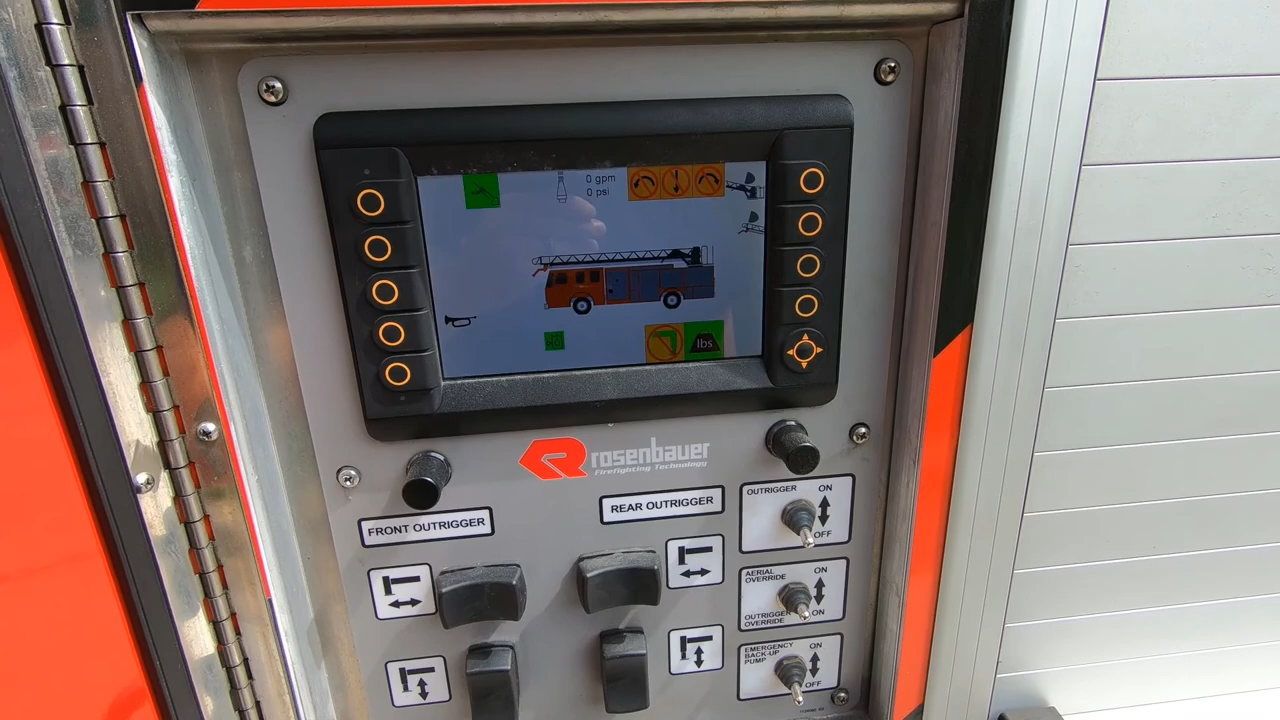 0 gpm
0 psi
lbs
rosenbauer
Firefighting Technology
FRONT OUTRIGGER
REAR OUTRIGGER
OUTRIGGER
ON
OFF
AERIAL
OVERRIDE
ON
OUTRIGGER
OVERRIDE
ON
EMERGENCY
BACK-UP
PUMP
ON
OFF